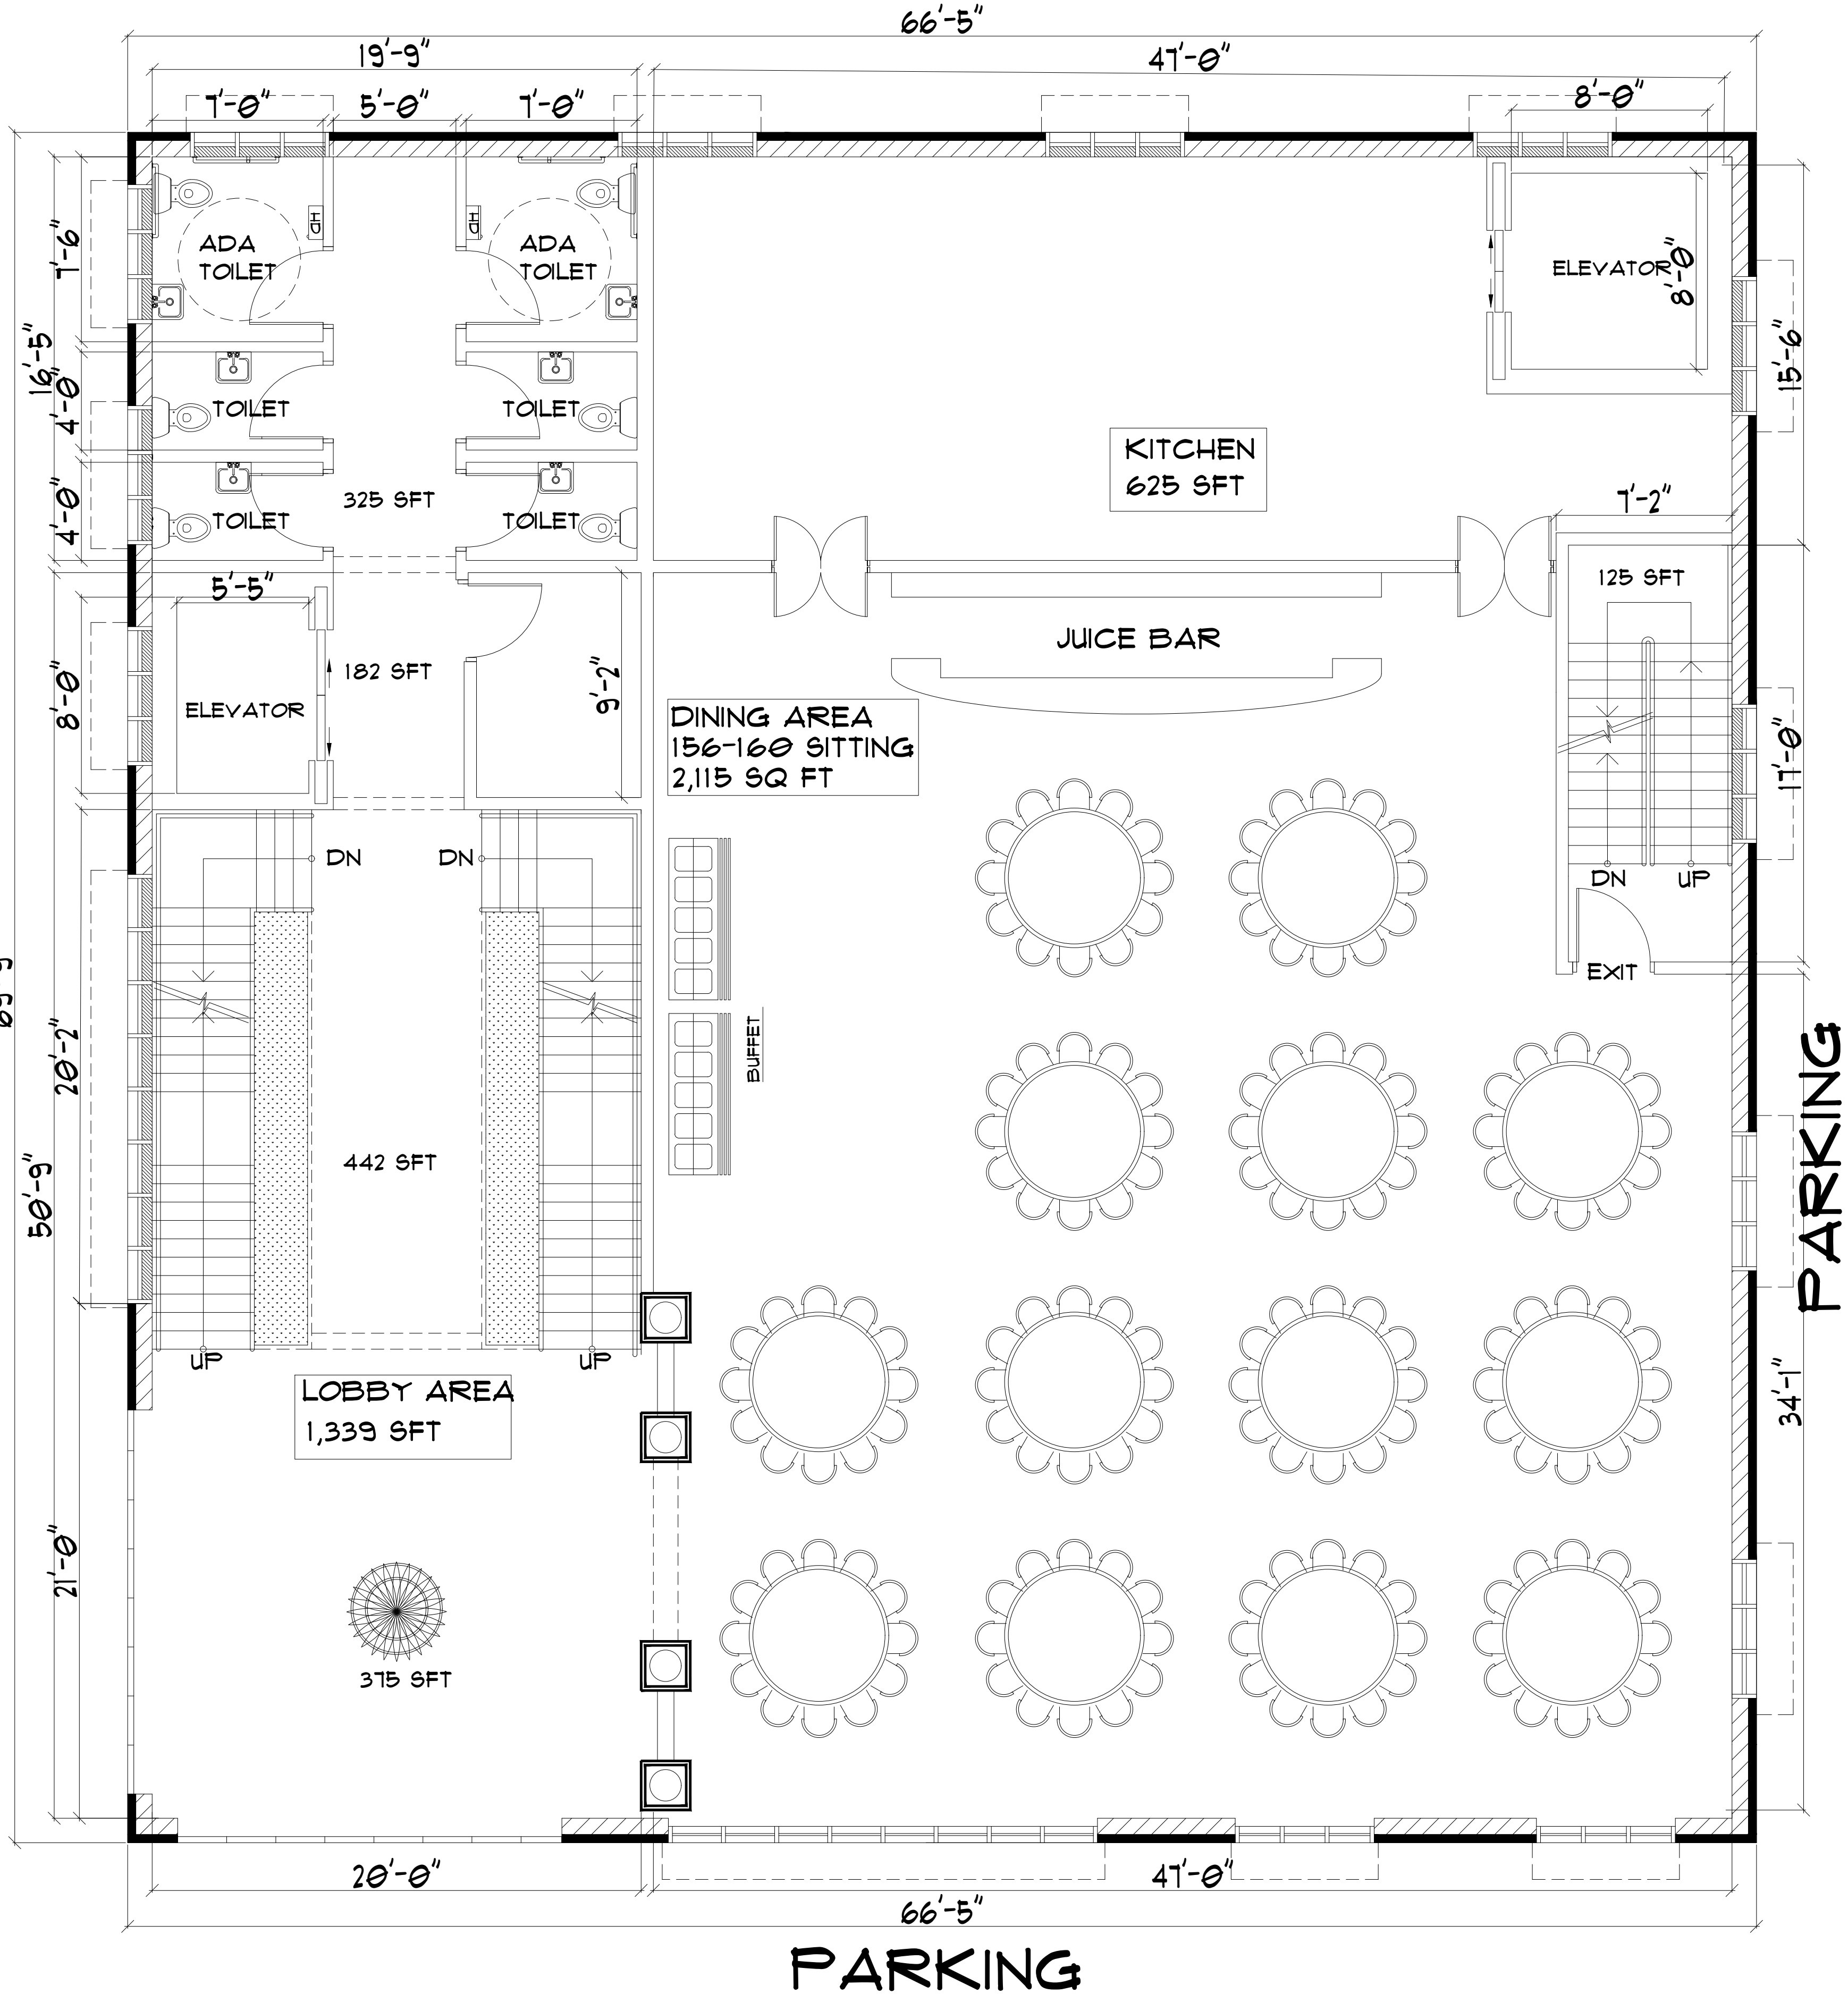 66'-5"
19'-9"
47'-0"
7'-0"
5'-0"
7'-0"
8'-0"
HD
HD
ADA
TOILET
ADA
TOILET
7'-6"
ELEVATOR
8'-0"
16'-5"
15'-6"
4'-0"
TOILET
TOILET
KITCHEN
625 SFT
4'-0"
TOILET
325 SFT
TOILET
7'-2"
5'-5"
125 SFT
JUICE BAR
8'-0"
182 SFT
ELEVATOR
9'-2"
DINING AREA
156-160 SITTING
2,115 SQ FT
17'-0"
DN
DN
DN
UP
EXIT
20'-2"
BUFFET
50'-9"
442 SFT
PARKING
UP
UP
LOBBY AREA
1,339 SFT
34'-1"
21'-0"
375 SFT
20'-0"
47'-0"
66'-5"
PARKING